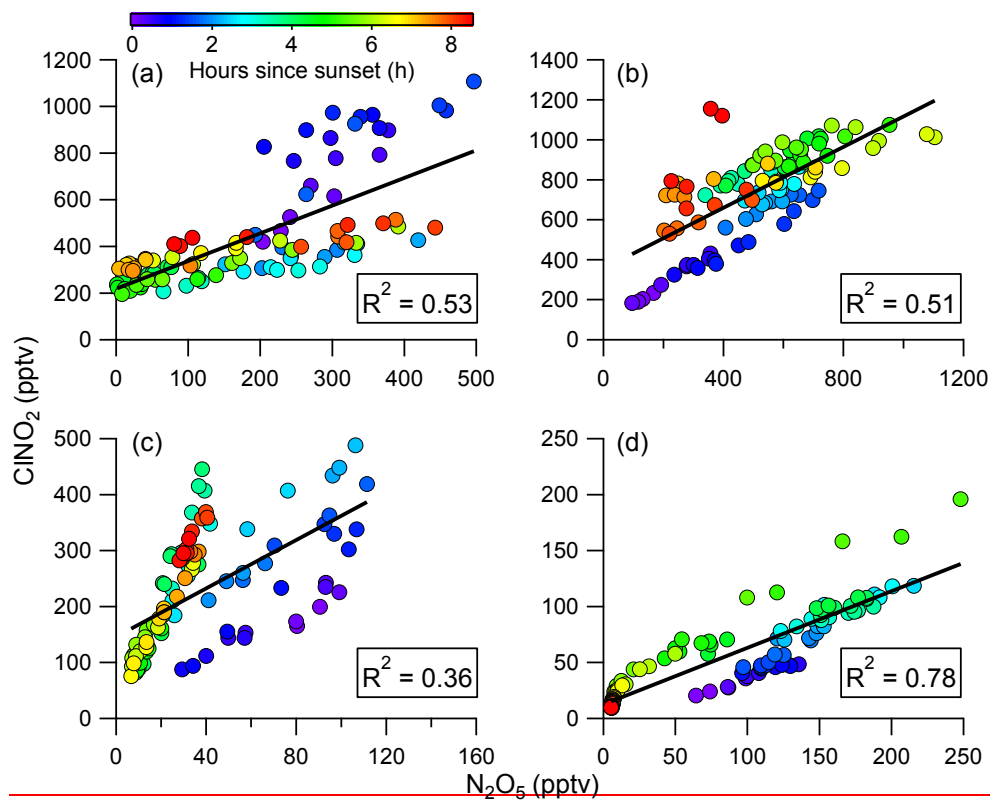 0 2 4 6 8
Hours since sunset (h)
(a)
1200
1000
800
600
400
200
0
0 100 200 300 400 500
R² = 0.53
(b)
1400
1200
1000
800
600
400
200
0
0 400 800 1200
R² = 0.51
ClNO₂ (pptv)
(c)
500
400
300
200
100
0
0 40 80 120 160
R² = 0.36
(d)
250
200
150
100
50
0
0 50 100 150 200 250
R² = 0.78
N₂O₅ (pptv)